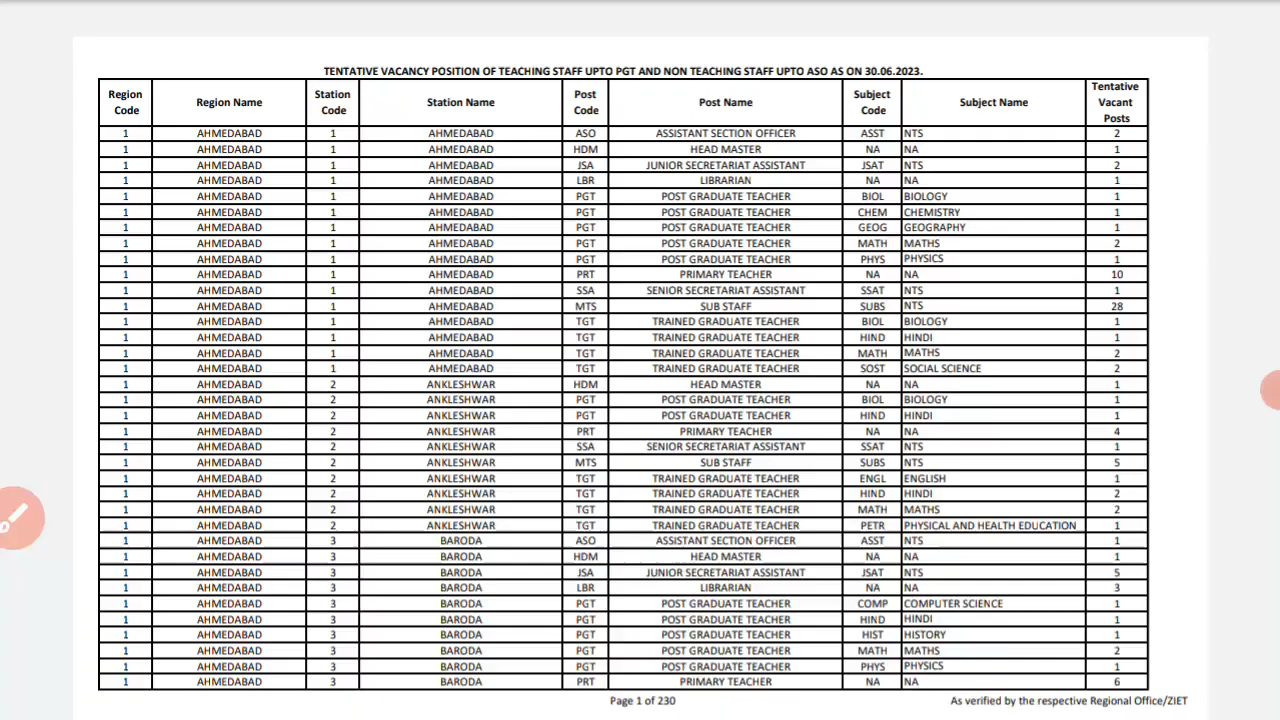 TENTATIVE VACANCY POSITION OF TEACHING STAFF UPTO PGT AND NON TEACHING STAFF UPTO ASO AS ON 30.06.2023.
Region Code Region Name Station Code Station Name Post Code Post Name Subject Code Subject Name Tentative Vacant Posts
1 AHMEDABAD 1 AHMEDABAD ASO ASSISTANT SECTION OFFICER ASST NTS 2
1 AHMEDABAD 1 AHMEDABAD HDM HEAD MASTER NA NA 1
1 AHMEDABAD 1 AHMEDABAD JSA JUNIOR SECRETARIAT ASSISTANT JSAT NTS 2
1 AHMEDABAD 1 AHMEDABAD LBR LIBRARIAN NA NA 1
1 AHMEDABAD 1 AHMEDABAD PGT POST GRADUATE TEACHER BIOL BIOLOGY 1
1 AHMEDABAD 1 AHMEDABAD PGT POST GRADUATE TEACHER CHEM CHEMISTRY 1
1 AHMEDABAD 1 AHMEDABAD PGT POST GRADUATE TEACHER GEOG GEOGRAPHY 1
1 AHMEDABAD 1 AHMEDABAD PGT POST GRADUATE TEACHER MATH MATHS 2
1 AHMEDABAD 1 AHMEDABAD PGT POST GRADUATE TEACHER PHYS PHYSICS 1
1 AHMEDABAD 1 AHMEDABAD PRT PRIMARY TEACHER NA NA 10
1 AHMEDABAD 1 AHMEDABAD SSA SENIOR SECRETARIAT ASSISTANT SSAT NTS 1
1 AHMEDABAD 1 AHMEDABAD MTS SUB STAFF SUBS NTS 28
1 AHMEDABAD 1 AHMEDABAD TGT TRAINED GRADUATE TEACHER BIOL BIOLOGY 1
1 AHMEDABAD 1 AHMEDABAD TGT TRAINED GRADUATE TEACHER HIND HINDI 1
1 AHMEDABAD 1 AHMEDABAD TGT TRAINED GRADUATE TEACHER MATH MATHS 2
1 AHMEDABAD 1 AHMEDABAD TGT TRAINED GRADUATE TEACHER SOST SOCIAL SCIENCE 2
1 AHMEDABAD 2 ANKLESHWAR HDM HEAD MASTER NA NA 1
1 AHMEDABAD 2 ANKLESHWAR PGT POST GRADUATE TEACHER BIOL BIOLOGY 1
1 AHMEDABAD 2 ANKLESHWAR PGT POST GRADUATE TEACHER HIND HINDI 1
1 AHMEDABAD 2 ANKLESHWAR PRT PRIMARY TEACHER NA NA 4
1 AHMEDABAD 2 ANKLESHWAR SSA SENIOR SECRETARIAT ASSISTANT SSAT NTS 1
1 AHMEDABAD 2 ANKLESHWAR MTS SUB STAFF SUBS NTS 5
1 AHMEDABAD 2 ANKLESHWAR TGT TRAINED GRADUATE TEACHER ENGL ENGLISH 1
1 AHMEDABAD 2 ANKLESHWAR TGT TRAINED GRADUATE TEACHER HIND HINDI 2
1 AHMEDABAD 2 ANKLESHWAR TGT TRAINED GRADUATE TEACHER MATH MATHS 2
1 AHMEDABAD 2 ANKLESHWAR TGT TRAINED GRADUATE TEACHER PETR PHYSICAL AND HEALTH EDUCATION 1
1 AHMEDABAD 3 BARODA ASO ASSISTANT SECTION OFFICER ASST NTS 1
1 AHMEDABAD 3 BARODA HDM HEAD MASTER NA NA 1
1 AHMEDABAD 3 BARODA JSA JUNIOR SECRETARIAT ASSISTANT JSAT NTS 5
1 AHMEDABAD 3 BARODA LBR LIBRARIAN NA NA 3
1 AHMEDABAD 3 BARODA PGT POST GRADUATE TEACHER COMP COMPUTER SCIENCE 1
1 AHMEDABAD 3 BARODA PGT POST GRADUATE TEACHER HIND HINDI 1
1 AHMEDABAD 3 BARODA PGT POST GRADUATE TEACHER HIST HISTORY 1
1 AHMEDABAD 3 BARODA PGT POST GRADUATE TEACHER MATH MATHS 2
1 AHMEDABAD 3 BARODA PGT POST GRADUATE TEACHER PHYS PHYSICS 1
1 AHMEDABAD 3 BARODA PRT PRIMARY TEACHER NA NA 6
Page 1 of 230 As verified by the respective Regional Office/ZIET